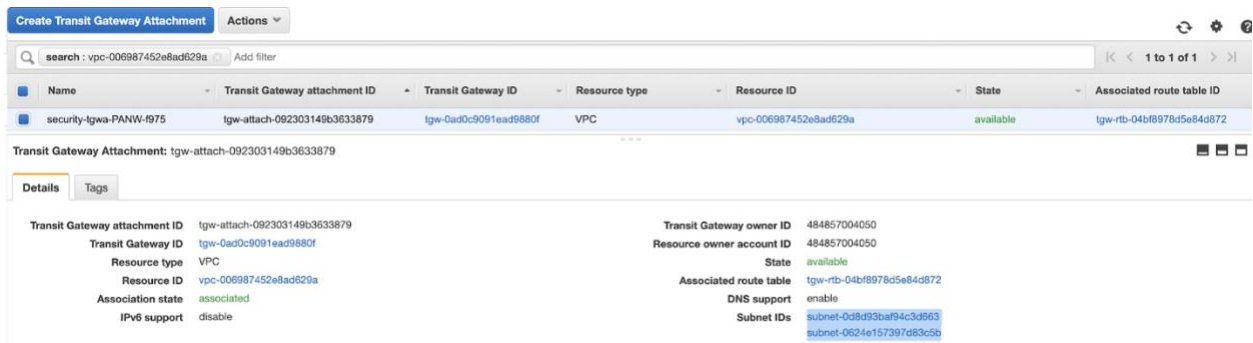 Create Transit Gateway Attachment Actions
search : vpc-006987452e8ad629a Add filter 1 to 1 of 1
Name Transit Gateway attachment ID Transit Gateway ID Resource type Resource ID State Associated route table ID
security-tgwa-PANW-f975 tgw-attach-092303149b3633879 tgw-0ad0c9091ead9880f VPC vpc-006987452e8ad629a available tgw-rtb-04bf8978d5e84d872
Transit Gateway Attachment: tgw-attach-092303149b3633879
Details Tags
Transit Gateway attachment ID tgw-attach-092303149b3633879 Transit Gateway owner ID 484857004050
Transit Gateway ID tgw-0ad0c9091ead9880f Resource owner account ID 484857004050
Resource type VPC State available
Resource ID vpc-006987452e8ad629a Associated route table tgw-rtb-04bf8978d5e84d872
Association state associated DNS support enable
IPv6 support disable Subnet IDs subnet-0d8d93baf94c3d663
subnet-0624e157397d83c5b